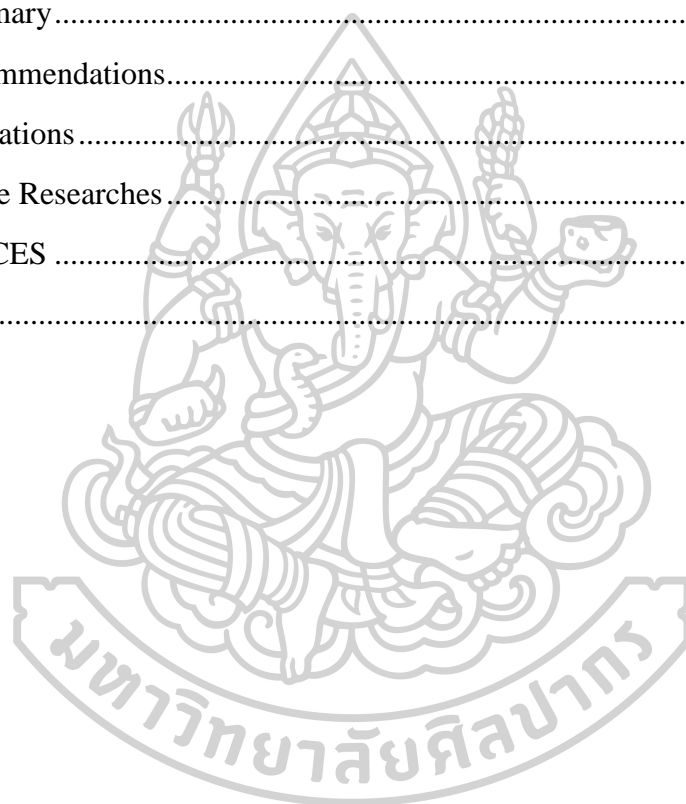 nary....................................................................................
ommendations....................................................................
ations..............................................................................
e Researches....................................................................
CES ..................................................................................
.........................................................................................
มหาวิทยาลัยศิลปากร